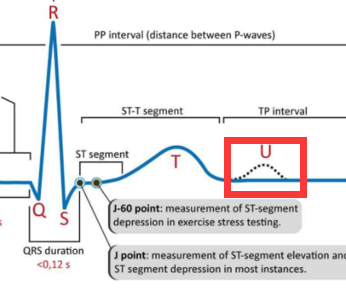 R
PP interval (distance between P-waves)
ST-T segment
TP interval
ST segment
T
U
Q
S
J-60 point: measurement of ST-segment
depression in exercise stress testing.
QRS duration
<0,12 s
J point: measurement of ST-segment elevation and
ST segment depression in most instances.
s